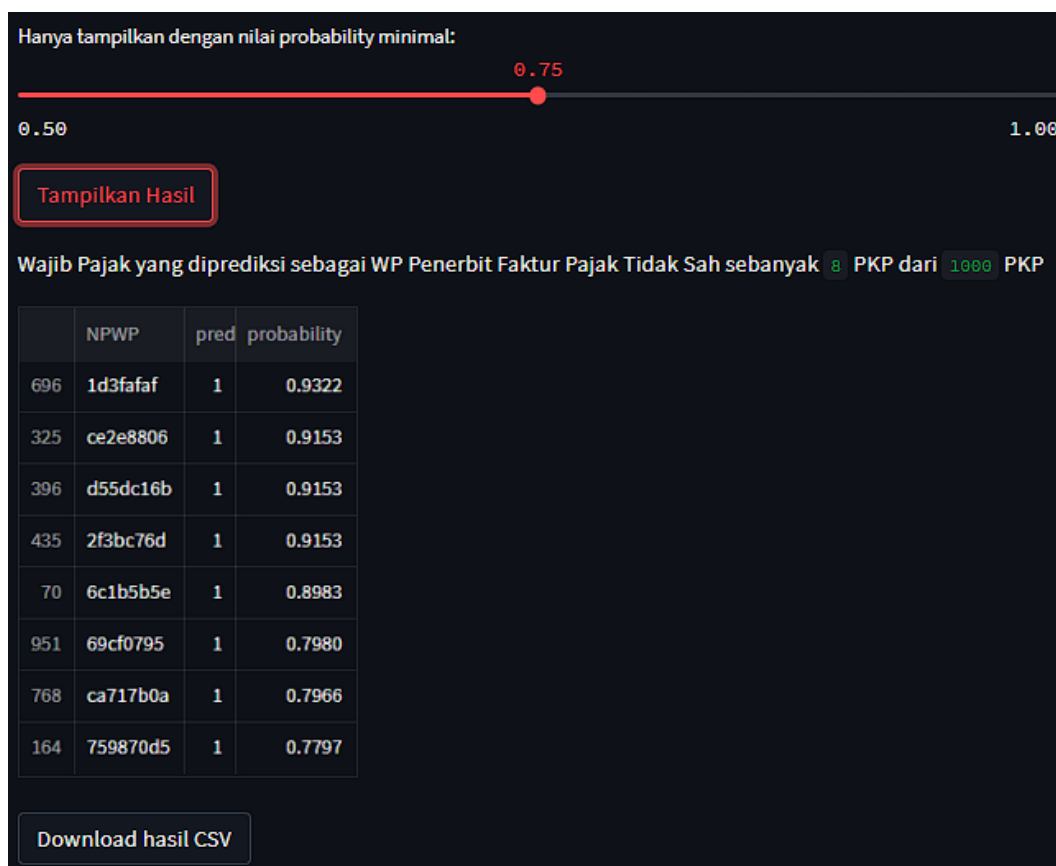 Hanya tampilkan dengan nilai probability minimal:
0.75
0.50 1.00
Tampilkan Hasil
Wajib Pajak yang diprediksi sebagai WP Penerbit Faktur Pajak Tidak Sah sebanyak 8 PKP dari 1000 PKP
NPWP pred probability
696 1d3fafaf 1 0.9322
325 ce2e8806 1 0.9153
396 d55dc16b 1 0.9153
435 2f3bc76d 1 0.9153
70 6c1b5b5e 1 0.8983
951 69cf0795 1 0.7980
768 ca717b0a 1 0.7966
164 759870d5 1 0.7797
Download hasil CSV